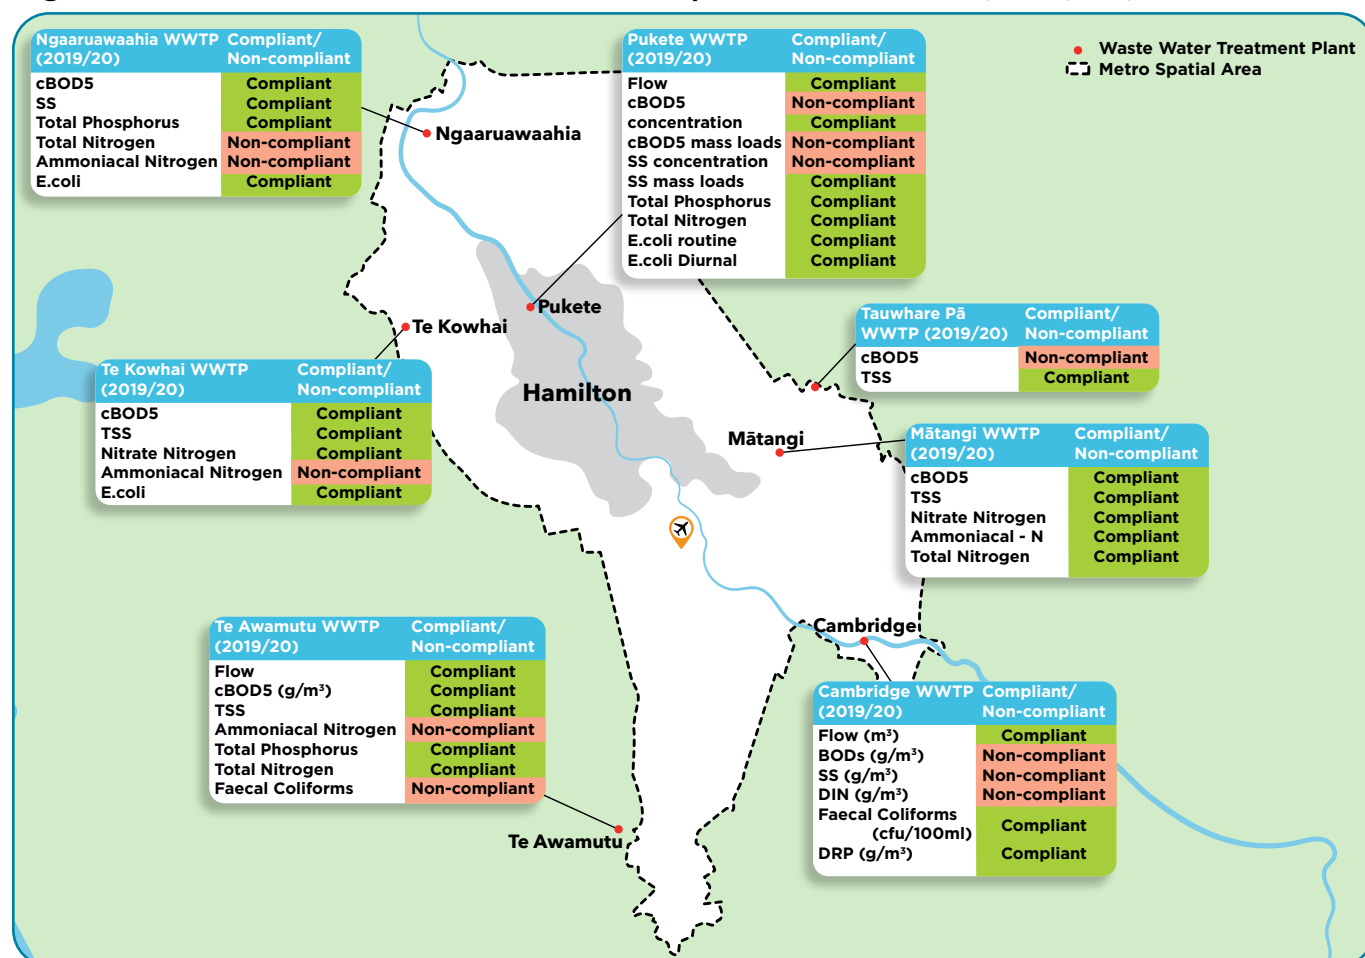 Ngaaruawaahia WWTP Compliant/
(2019/20) Non-compliant
cBOD5 Compliant
SS Compliant
Total Phosphorus Compliant
Total Nitrogen Non-compliant
Ammoniacal Nitrogen Non-compliant
E.coli Compliant
Pukete WWTP Compliant/
(2019/20) Non-compliant
Flow Compliant
cBOD5 Non-compliant
concentration Compliant
cBOD5 mass loads Non-compliant
SS concentration Non-compliant
SS mass loads Compliant
Total Phosphorus Compliant
Total Nitrogen Compliant
E.coli routine Compliant
E.coli Diurnal Compliant
Waste Water Treatment Plant
Metro Spatial Area
Ngaaruawaahia
Pukete
Te Kowhai
Hamilton
Mātangi
Cambridge
Te Awamutu
Tauwhare Pā Compliant/
WWTP (2019/20) Non-compliant
cBOD5 Non-compliant
TSS Compliant
Te Kowhai WWTP Compliant/
(2019/20) Non-compliant
cBOD5 Compliant
TSS Compliant
Nitrate Nitrogen Compliant
Ammoniacal Nitrogen Non-compliant
E.coli Compliant
Mātangi WWTP Compliant/
(2019/20) Non-compliant
cBOD5 Compliant
TSS Compliant
Nitrate Nitrogen Compliant
Ammoniacal - N Compliant
Total Nitrogen Compliant
Te Awamutu WWTP Compliant/
(2019/20) Non-compliant
Flow Compliant
cBOD5 (g/m³) Compliant
TSS Compliant
Ammoniacal Nitrogen Non-compliant
Total Phosphorus Compliant
Total Nitrogen Compliant
Faecal Coliforms Non-compliant
Cambridge WWTP Compliant/
(2019/20) Non-compliant
Flow (m³) Compliant
BODs (g/m³) Non-compliant
SS (g/m³) Non-compliant
DIN (g/m³) Non-compliant
Faecal Coliforms
(cfu/100ml) Compliant
DRP (g/m³) Compliant